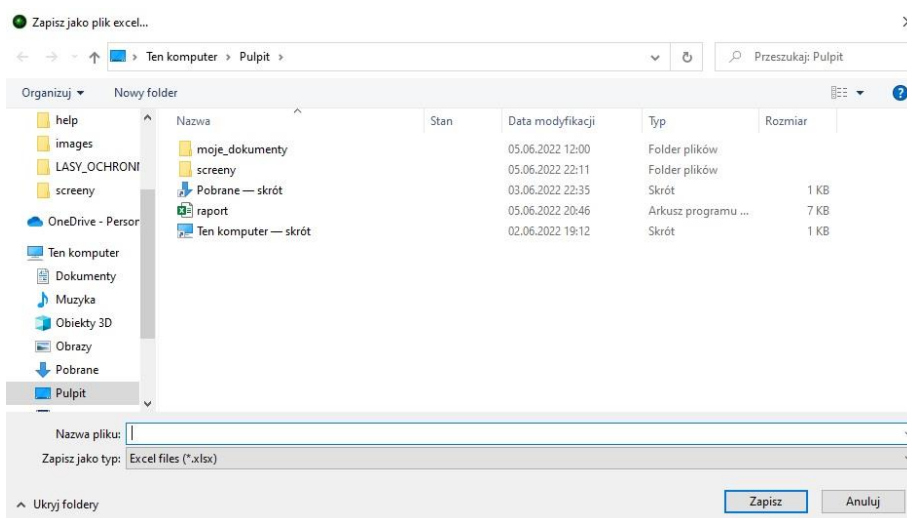 Zapisz jako plik excel...
Ten komputer > Pulpit >
Przeszukaj: Pulpit
Organizuj Nowy folder
help
images
LASY_OCHRONN
screeny
OneDrive - Person
Ten komputer
Dokumenty
Muzyka
Obiekty 3D
Obrazy
Pobrane
Pulpit
Nazwa Stan Data modyfikacji Typ Rozmiar
moje_dokumenty 05.06.2022 12:00 Folder plików
screeny 05.06.2022 22:11 Folder plików
Pobrane — skrót 03.06.2022 22:35 Skrót 1 KB
raport 05.06.2022 20:46 Arkusz programu ... 7 KB
Ten komputer — skrót 02.06.2022 19:12 Skrót 1 KB
Nazwa pliku:
Zapisz jako typ: Excel files (*.xlsx)
Ukryj foldery Zapisz Anuluj